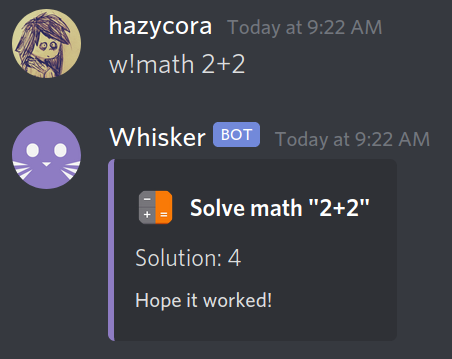 hazycora Today at 9:22 AM
w!math 2+2
Whisker BOT Today at 9:22 AM
Solve math "2+2"
Solution: 4
Hope it worked!